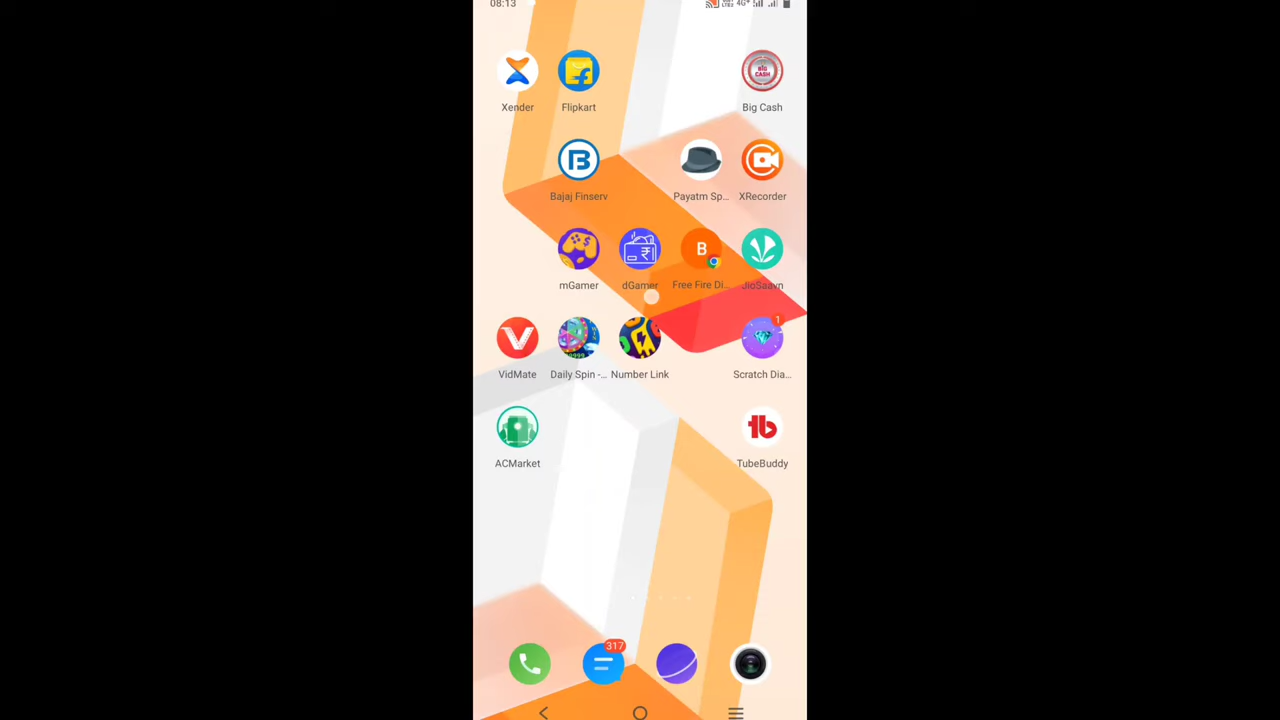 08:13 4G+
Xender Flipkart Big Cash
Bajaj Finserv Payatm Sp... XRecorder
mGamer dGamer Free Fire Di... JioSaavn
VidMate Daily Spin -... Number Link Scratch Dia...
ACMarket TubeBuddy
BIG
CASH
B
1
317